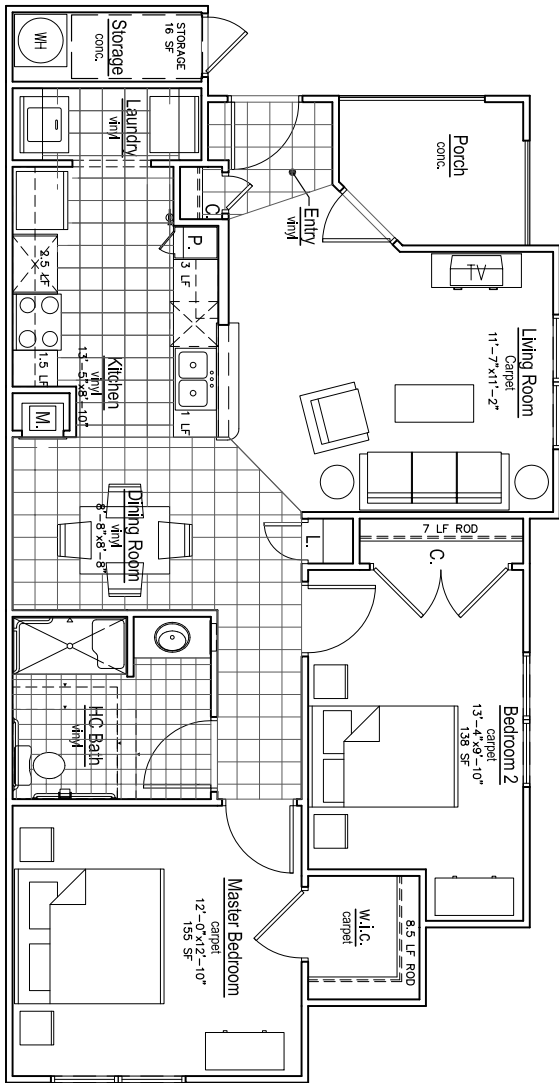 STORAGE
16 SF
Storage
conc.
WH
Laundry
vinyl
Porch
conc.
Entry
vinyl
C.
P.
3 LF
2.5 LF
1.5 LF
1 LF
Kitchen
vinyl
13'-5"x8'-10"
M.
TV
Living Room
Carpet
11'-7"x11'-2"
Dining Room
vinyl
8'-8"x8'-8"
L.
7 LF ROD
C.
Bedroom 2
carpet
13'-4"x9'-10"
138 SF
HC Bath
vinyl
Master Bedroom
carpet
12'-0"x12'-10"
155 SF
w.i.c.
carpet
8.5 LF ROD